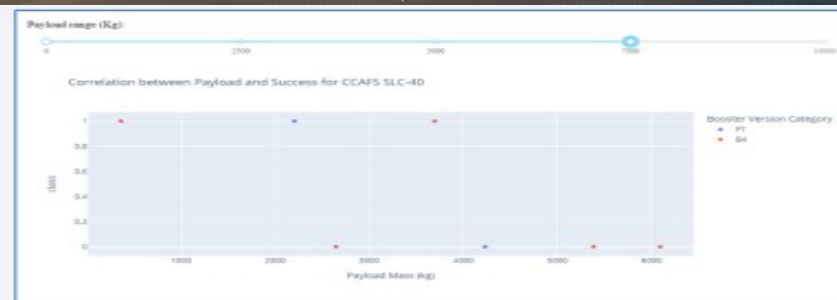 Payload range (Kg):
0 2500 5000 7500 10000
Correlation between Payload and Success for CCAFS SLC-40
Booster Version Category
FT
B4
1
0.8
0.6
0.4
0.2
0
class
1000 2000 3000 4000 5000 6000
Payload Mass (kg)